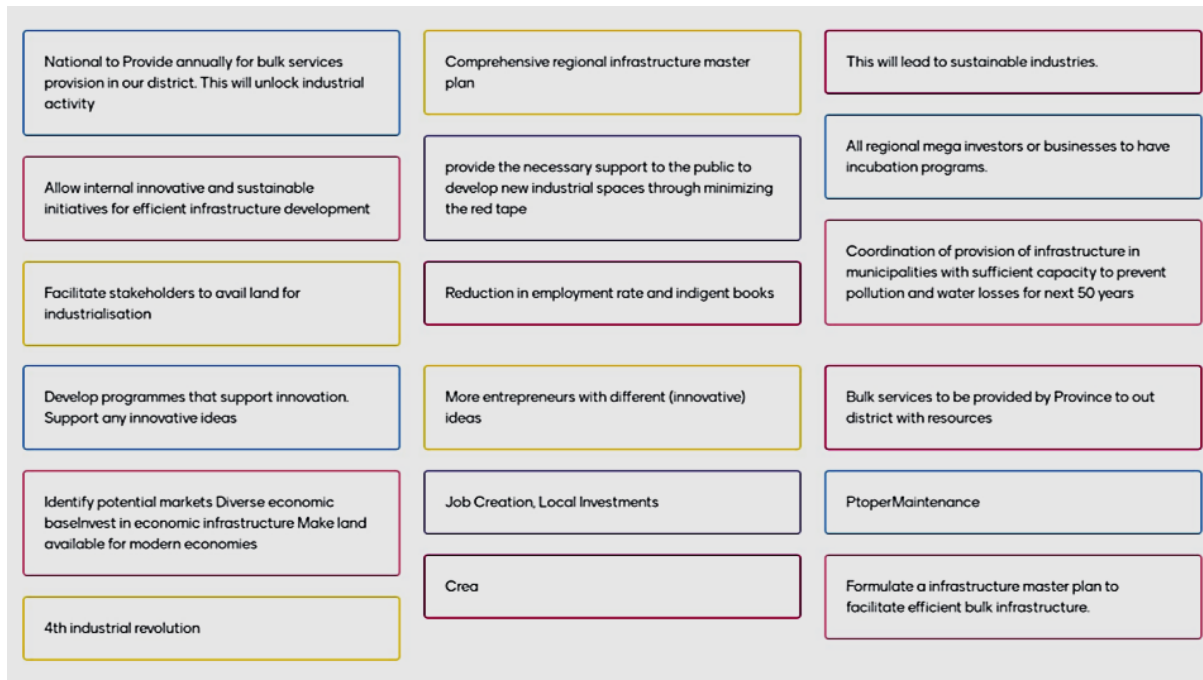 National to Provide annually for bulk services
provision in our district. This will unlock industrial
activity
Allow internal innovative and sustainable
initiatives for efficient infrastructure development
Facilitate stakeholders to avail land for
industrialisation
Comprehensive regional infrastructure master
plan
provide the necessary support to the public to
develop new industrial spaces through minimizing
the red tape
Reduction in employment rate and indigent books
This will lead to sustainable industries.
All regional mega investors or businesses to have
incubation programs.
Coordination of provision of infrastructure in
municipalities with sufficient capacity to prevent
pollution and water losses for next 50 years
Develop programmes that support innovation.
Support any innovative ideas
Identify potential markets Diverse economic
baseInvest in economic infrastructure Make land
available for modern economies
4th industrial revolution
More entrepreneurs with different (innovative)
ideas
Job Creation, Local Investments
Crea
Bulk services to be provided by Province to out
district with resources
PtoperMaintenance
Formulate a infrastructure master plan to
facilitate efficient bulk infrastructure.